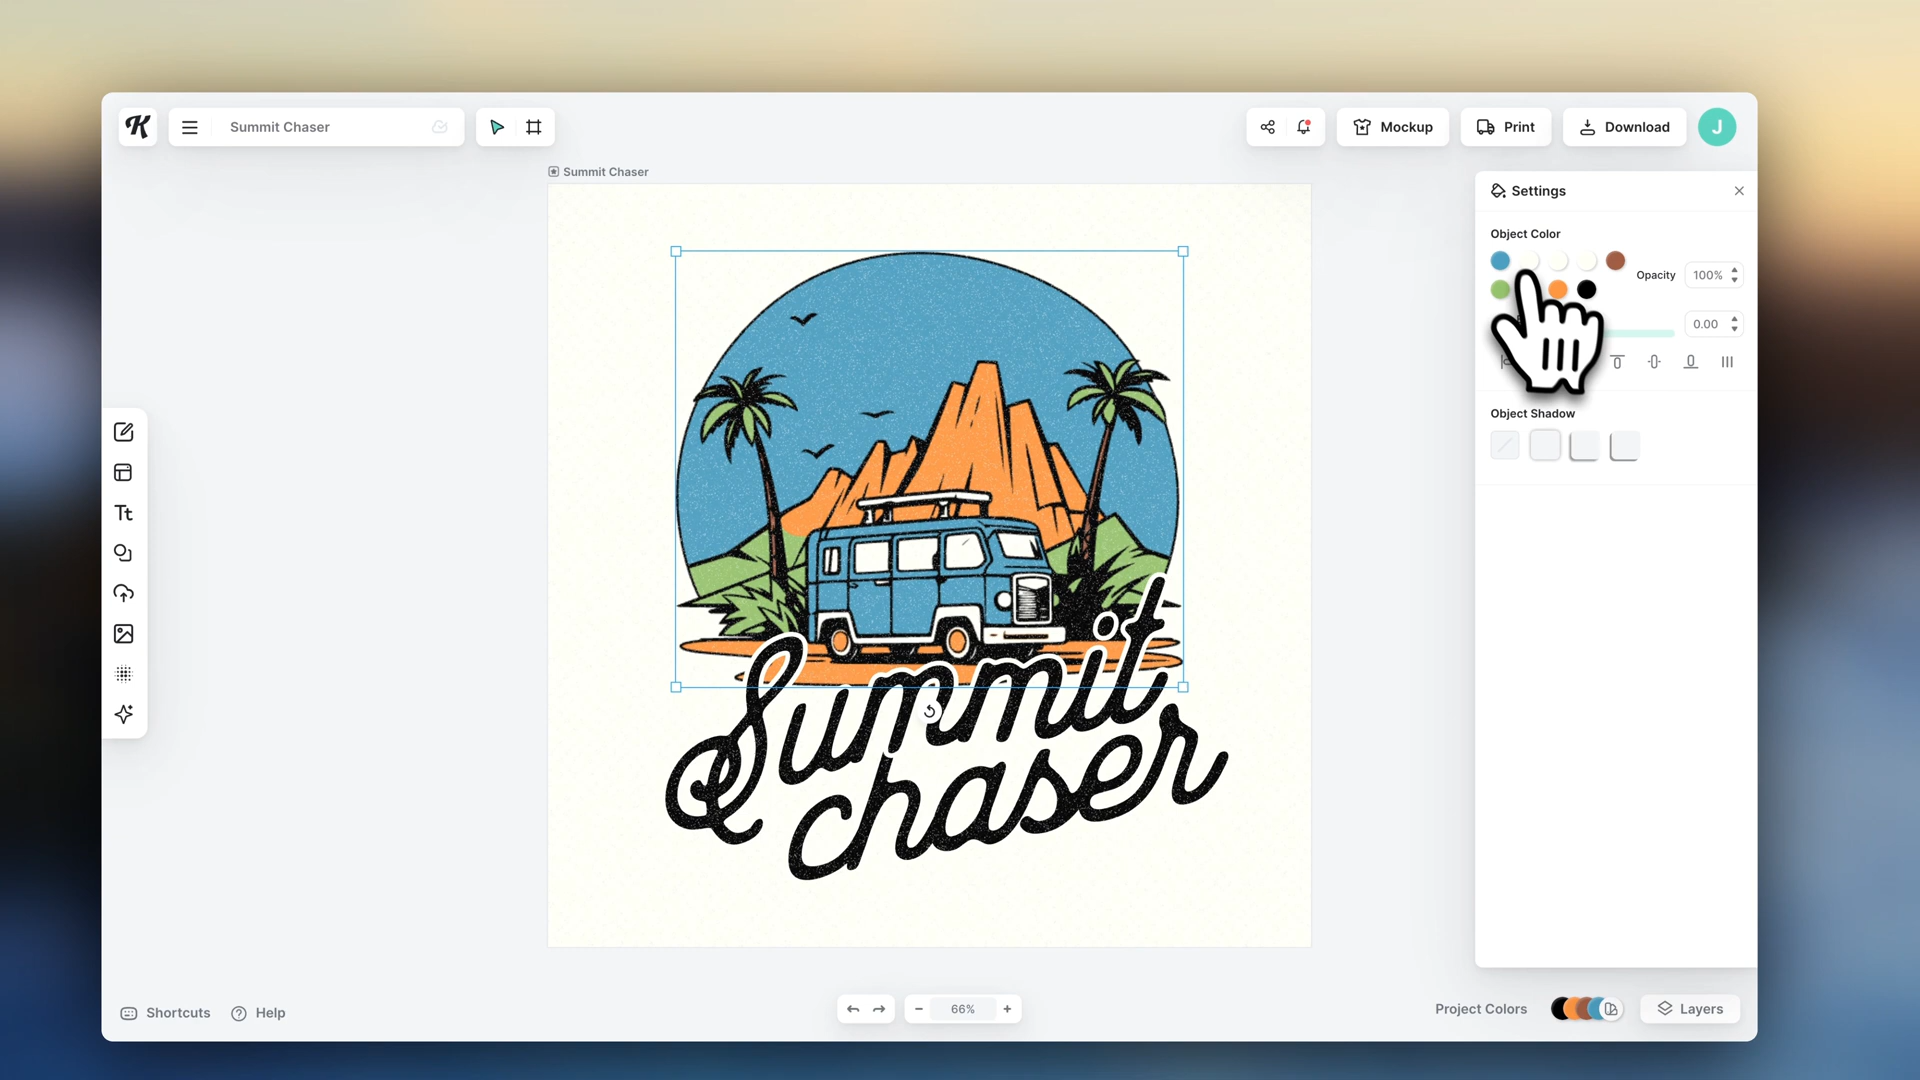 K
Summit Chaser
Mockup
Print
Download
J
Summit Chaser
Settings
Object Color
Opacity
100%
0.00
Object Shadow
Tt
Summit
chaser
Shortcuts
Help
66%
Project Colors
Layers